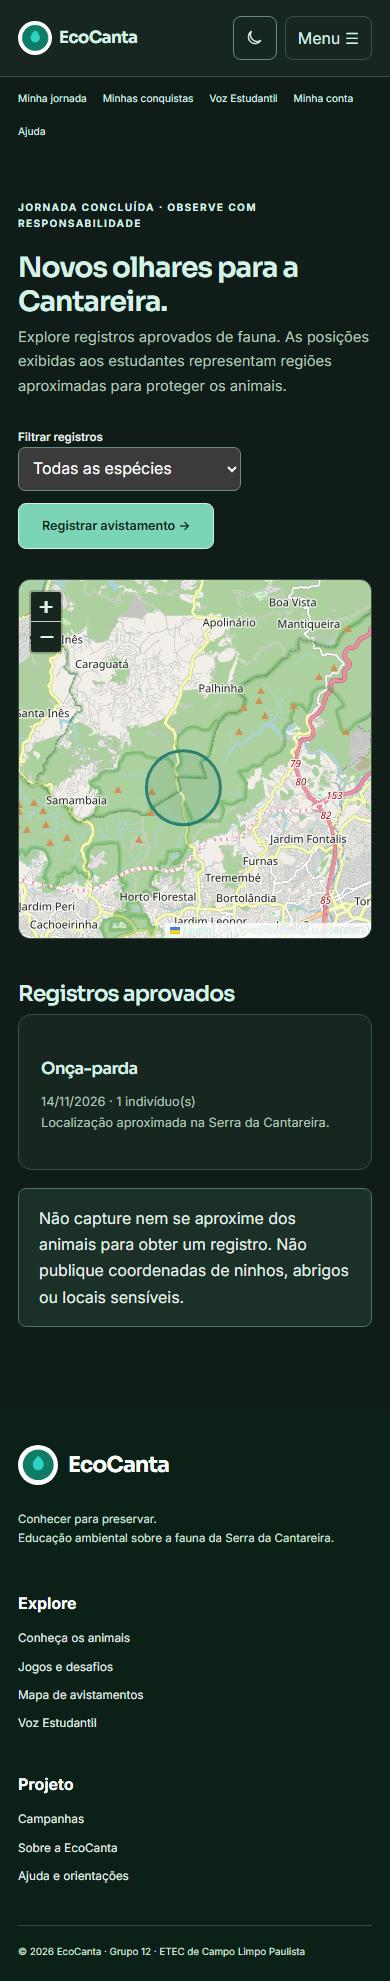 EcoCanta
Menu ☰
Minha jornada Minhas conquistas Voz Estudantil Minha conta
Ajuda
JORNADA CONCLUÍDA · OBSERVE COM
RESPONSABILIDADE
Novos olhares para a
Cantareira.
Explore registros aprovados de fauna. As posições
exibidas aos estudantes representam regiões
aproximadas para proteger os animais.
Filtrar registros
Todas as espécies
Registrar avistamento →
+
−
Boa Vista
Apolinário
Mantiqueira
Inês
Caraguatá
Palhinha
Santa Inês
79
80
153
Samambaia
82
Jardim Fontalis
Furnas
Tremembé
Horto Florestal
Bortolândia
85
Jardim Peri
Tor
Cachoeirinha
Jardim Leonor
Registros aprovados
Onça-parda
14/11/2026 · 1 indivíduo(s)
Localização aproximada na Serra da Cantareira.
Não capture nem se aproxime dos
animais para obter um registro. Não
publique coordenadas de ninhos, abrigos
ou locais sensíveis.
EcoCanta
Conhecer para preservar.
Educação ambiental sobre a fauna da Serra da Cantareira.
Explore
Conheça os animais
Jogos e desafios
Mapa de avistamentos
Voz Estudantil
Projeto
Campanhas
Sobre a EcoCanta
Ajuda e orientações
© 2026 EcoCanta · Grupo 12 · ETEC de Campo Limpo Paulista